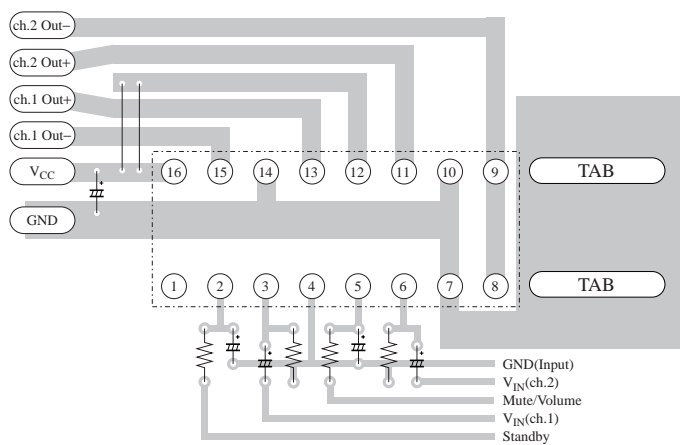 ch.2 Out−
ch.2 Out+
ch.1 Out+
ch.1 Out−
VCC
GND
16 15 14 13 12 11 10 9 TAB
1 2 3 4 5 6 7 8 TAB
+
+
+
+
+
GND(Input)
VIN(ch.2)
Mute/Volume
VIN(ch.1)
Standby